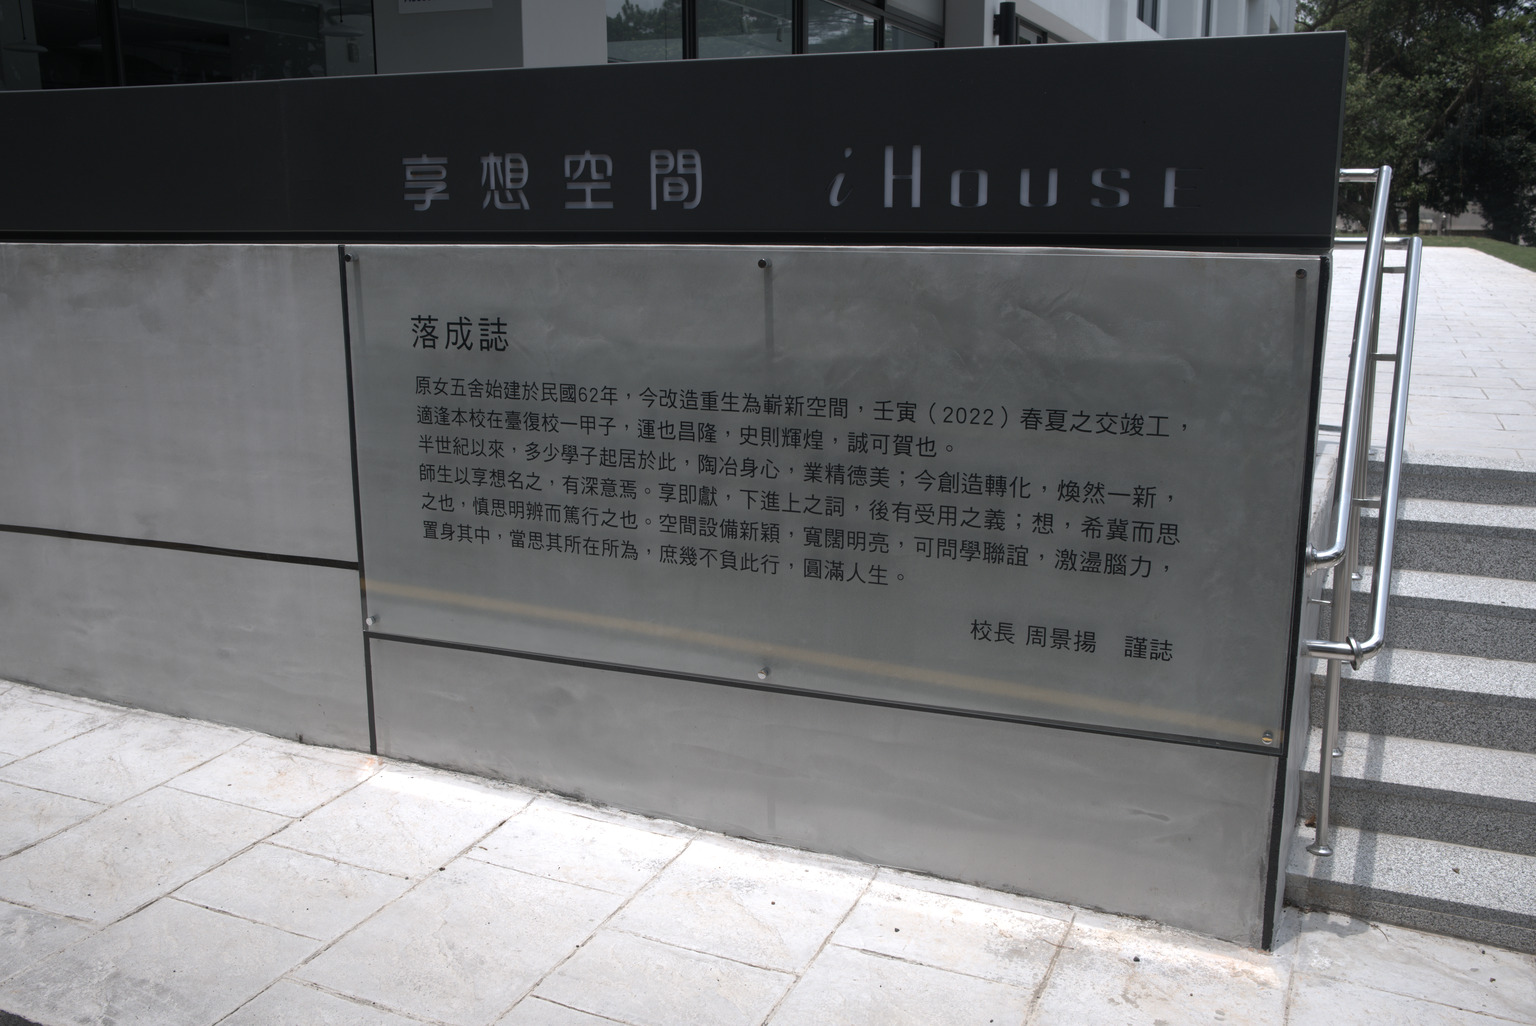 享想空間 iHOUSE
落成誌
原女五舍始建於民國62年，今改造重生為嶄新空間，壬寅（2022）春夏之交竣工，
適逢本校在臺復校一甲子，運也昌隆，史則輝煌，誠可賀也。
半世紀以來，多少學子起居於此，陶冶身心，業精德美；今創造轉化，煥然一新，
師生以享想名之，有深意焉。享即獻，下進上之詞，後有受用之義；想，希冀而思
之也，慎思明辨而篤行之也。空間設備新穎，寬闊明亮，可問學聯誼，激盪腦力，
置身其中，當思其所在所為，庶幾不負此行，圓滿人生。
校長 周景揚　謹誌